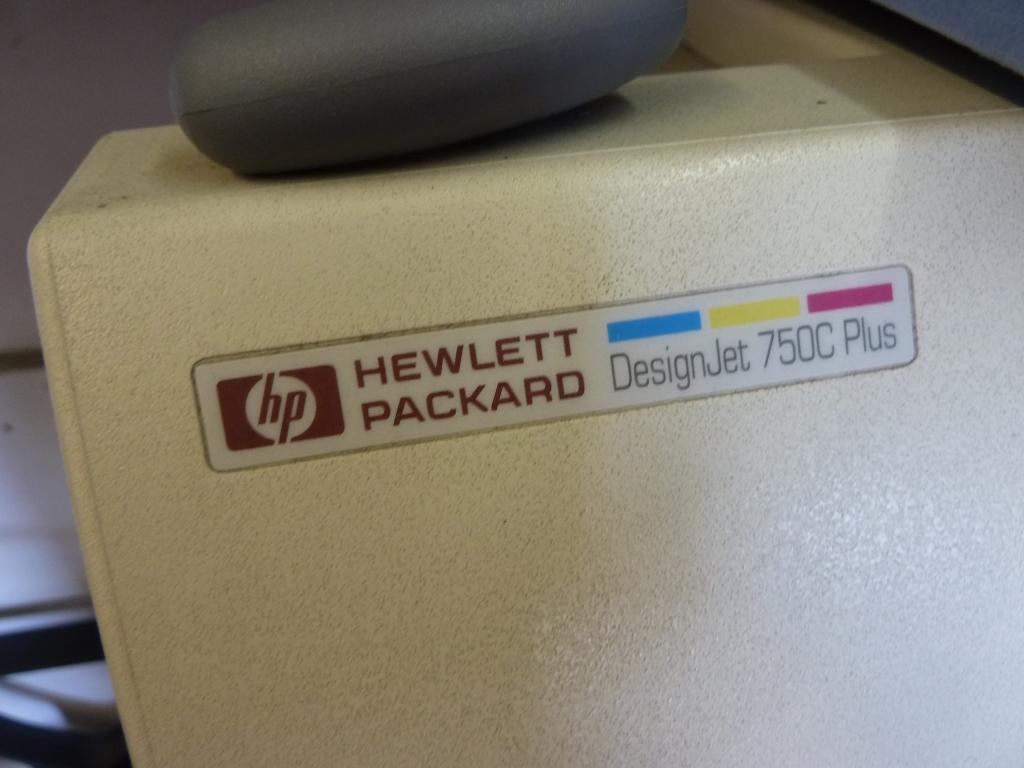 hp
HEWLETT
PACKARD
DesignJet 750C Plus